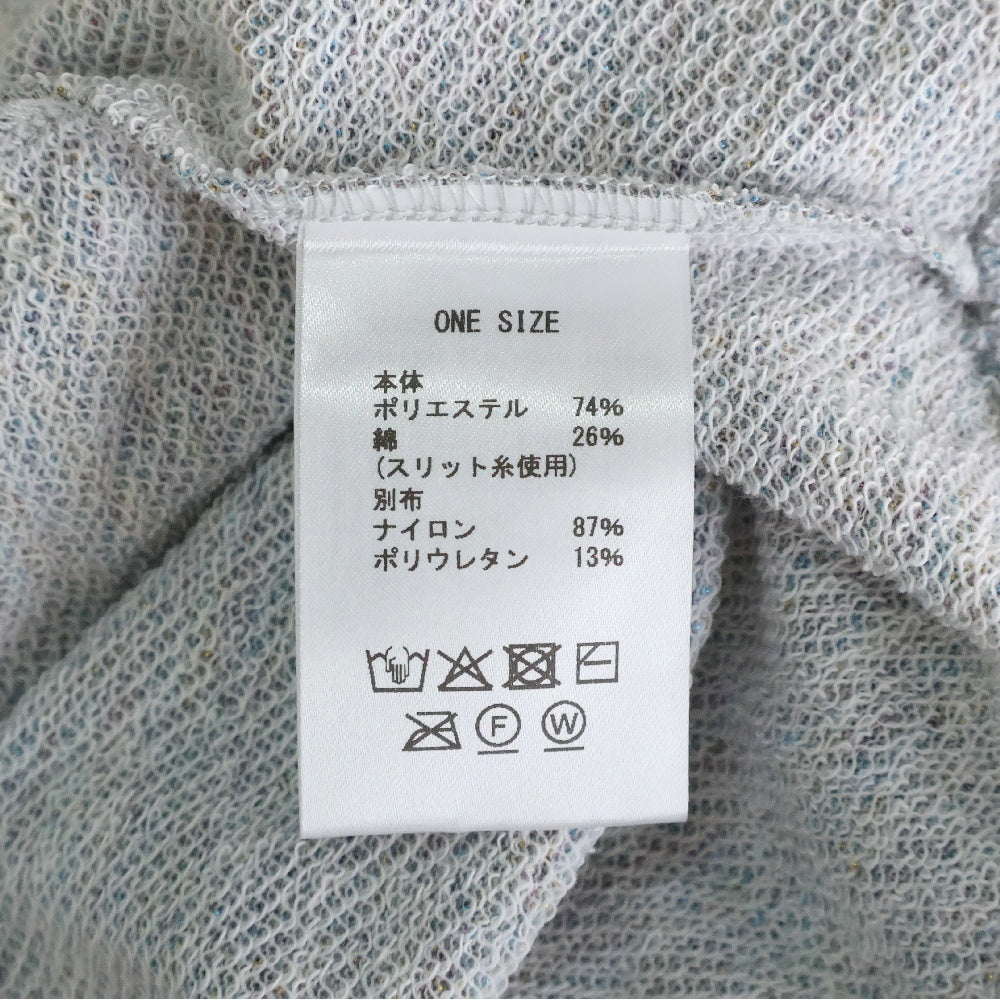 ONE SIZE
本体
ポリエステル 74%
綿 26%
(スリット糸使用)
別布
ナイロン 87%
ポリウレタン 13%
F W